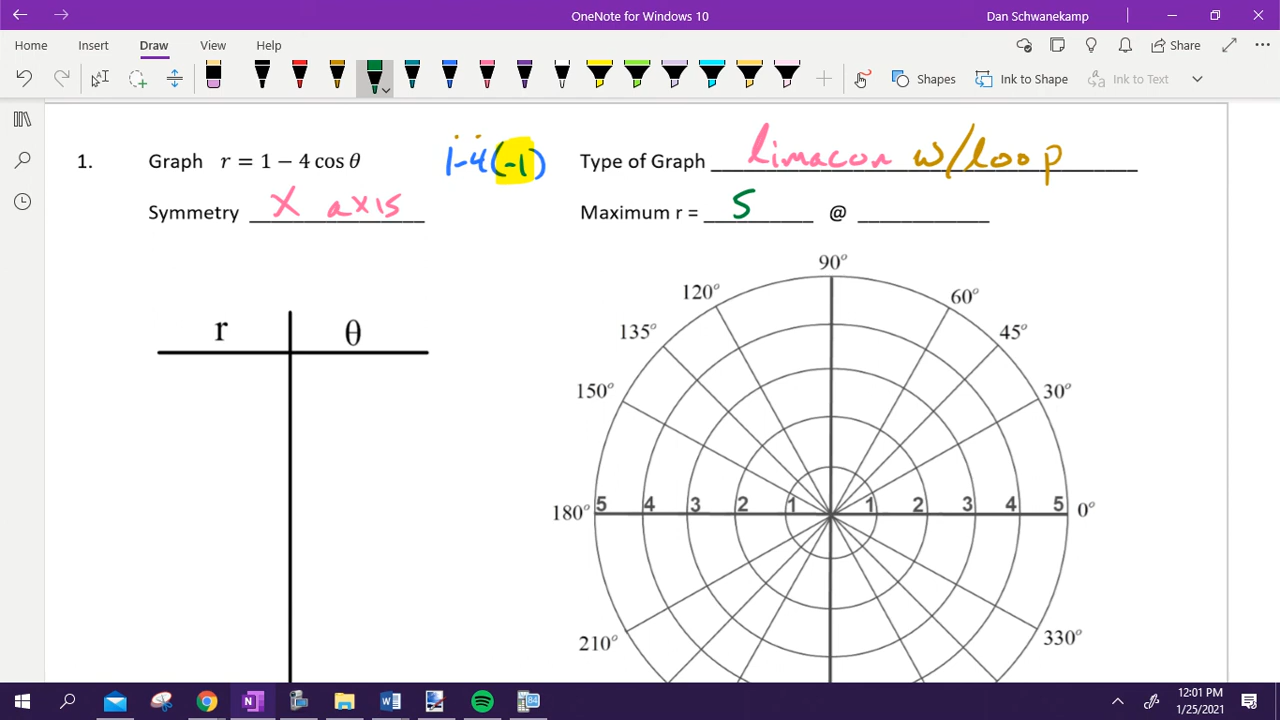 OneNote for Windows 10
Dan Schwanekamp
Home Insert Draw View Help
Share
Shapes Ink to Shape Ink to Text
1. Graph r = 1 − 4 cos θ 1-4(-1) Type of Graph limacon w/loop
Symmetry X axis Maximum r = 5 @
r θ
90°
120° 60°
135° 45°
150° 30°
180° 5 4 3 2 1 1 2 3 4 5 0°
210° 330°
12:01 PM
1/25/2021